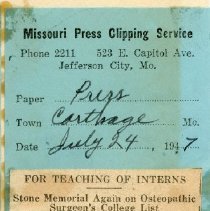 Missouri Press Clipping Service
Phone 2211 523 E. Capitol Ave.
Jefferson City, Mo.
Paper Press
Town Carthage Mo.
Date July 24, 1947
FOR TEACHING OF INTERNS
Stone Memorial Again on Osteopathic
Surgeon's College List